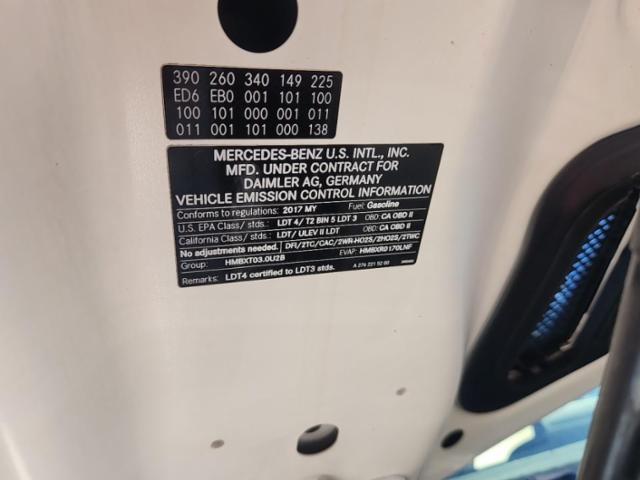 390 260 340 149 225
ED6 EB0 001 101 100
100 101 000 001 011
011 001 101 000 138
MERCEDES-BENZ U.S. INTL., INC.
MFD. UNDER CONTRACT FOR
DAIMLER AG, GERMANY
VEHICLE EMISSION CONTROL INFORMATION
Conforms to regulations: 2017 MY Fuel: Gasoline
U.S. EPA Class / stds.: LDT 4/ T2 BIN 5 LDT 3 OBD: CA OBD II
California Class / stds.: LDT/ ULEV II LDT OBD: CA OBD II
No adjustments needed. DFI/2TC/CAC/2WR-HO2S/2HO2S/2TWC
Group: HMBXT03.0U2B EVAP: HMBXR0170LNF
Remarks: LDT4 certified to LDT3 stds. A 276 221 52 00